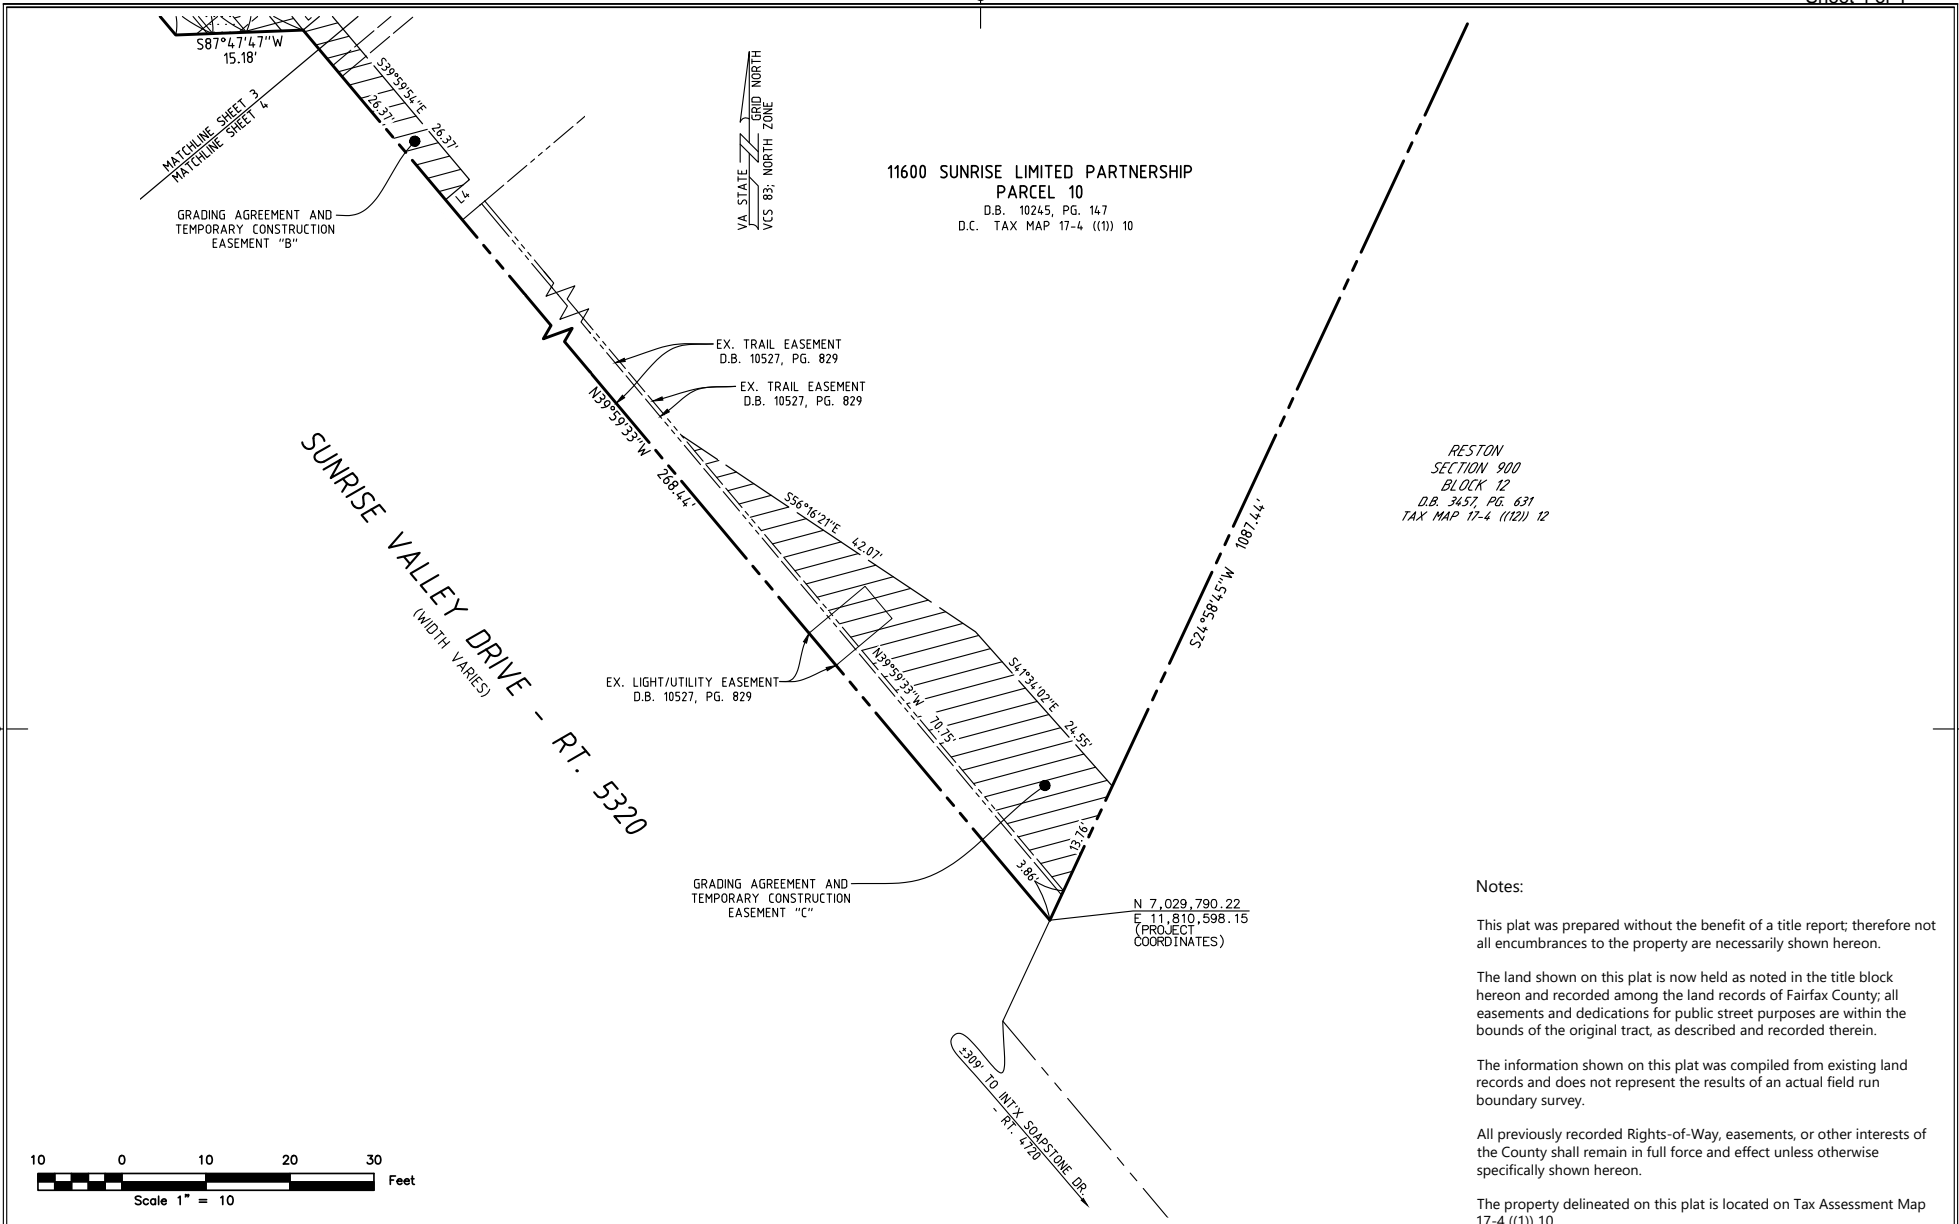 S87°47'47"W
15.18'
MATCHLINE SHEET 3
MATCHLINE SHEET 4
S39°59'54"E
26.37'
26.37'
L4
GRADING AGREEMENT AND
TEMPORARY CONSTRUCTION
EASEMENT "B"
VA STATE GRID NORTH
VCS 83; NORTH ZONE
11600 SUNRISE LIMITED PARTNERSHIP
PARCEL 10
D.B. 10245, PG. 147
D.C. TAX MAP 17-4 ((1)) 10
EX. TRAIL EASEMENT
D.B. 10527, PG. 829
EX. TRAIL EASEMENT
D.B. 10527, PG. 829
N39°59'33"W 268.44'
SUNRISE VALLEY DRIVE - RT. 5320
(WIDTH VARIES)
S56°16'21"E 42.07'
RESTON
SECTION 900
BLOCK 12
D.B. 3457, PG. 631
TAX MAP 17-4 ((12)) 12
S24°58'45"W 1087.44'
EX. LIGHT/UTILITY EASEMENT
D.B. 10527, PG. 829
N39°59'33"W 70.75'
S41°34'02"E 24.55'
13.76'
3.86'
GRADING AGREEMENT AND
TEMPORARY CONSTRUCTION
EASEMENT "C"
N 7,029,790.22
E 11,810,598.15
(PROJECT
COORDINATES)
±309' TO INT'X SOAPSTONE DR.
- RT. 4720
10 0 10 20 30
Feet
Scale 1" = 10
Notes:
This plat was prepared without the benefit of a title report; therefore not
all encumbrances to the property are necessarily shown hereon.
The land shown on this plat is now held as noted in the title block
hereon and recorded among the land records of Fairfax County; all
easements and dedications for public street purposes are within the
bounds of the original tract, as described and recorded therein.
The information shown on this plat was compiled from existing land
records and does not represent the results of an actual field run
boundary survey.
All previously recorded Rights-of-Way, easements, or other interests of
the County shall remain in full force and effect unless otherwise
specifically shown hereon.
The property delineated on this plat is located on Tax Assessment Map
17-4 ((1)) 10